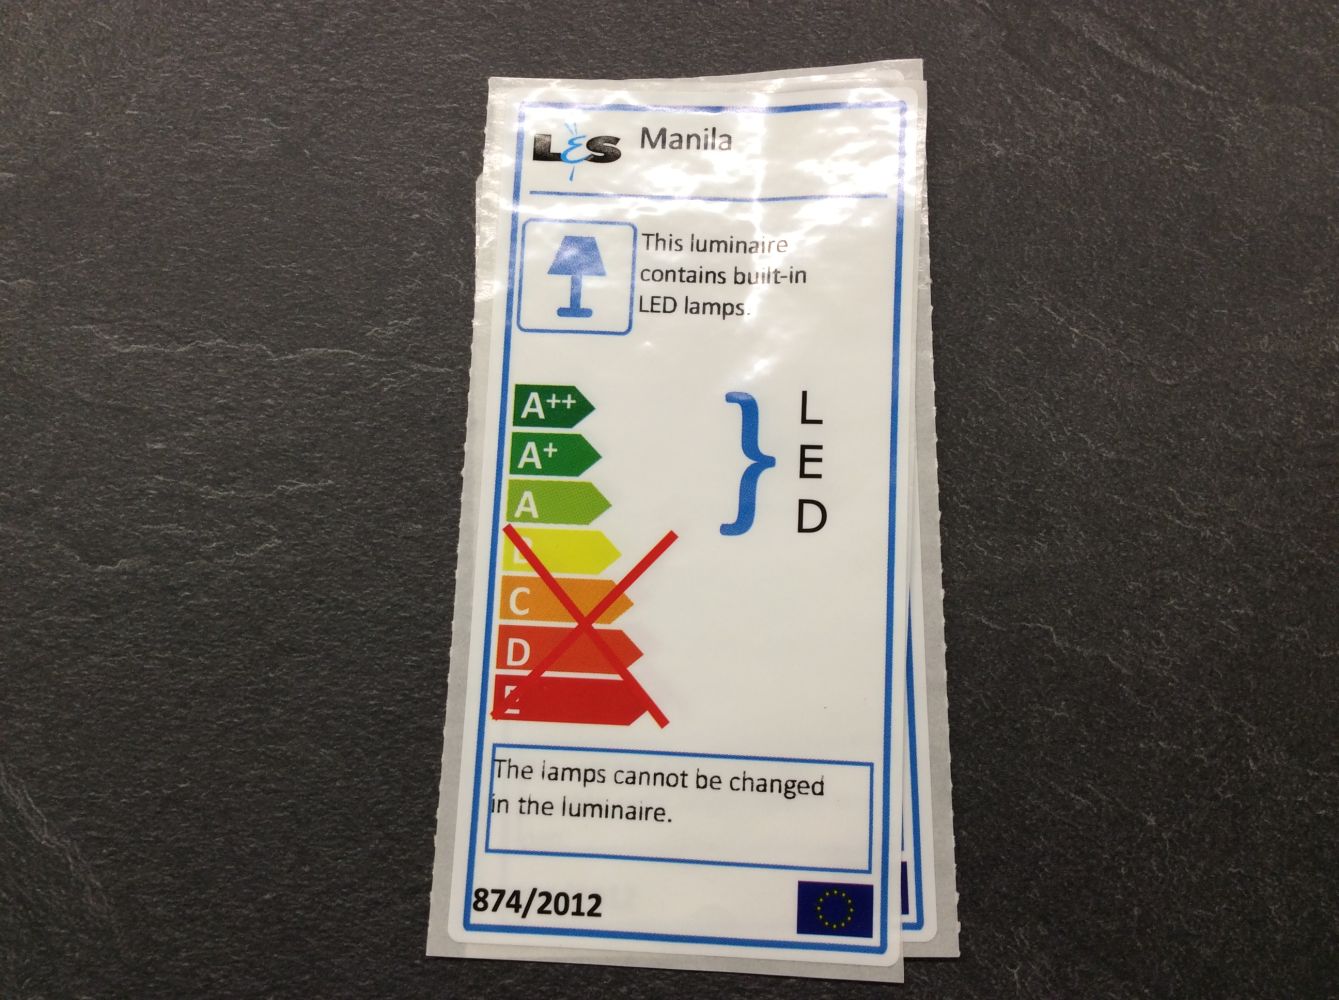 LES Manila
This luminaire
contains built-in
LED lamps.
A++
A+
A
B
C
D
E
L
E
D
The lamps cannot be changed
in the luminaire.
874/2012